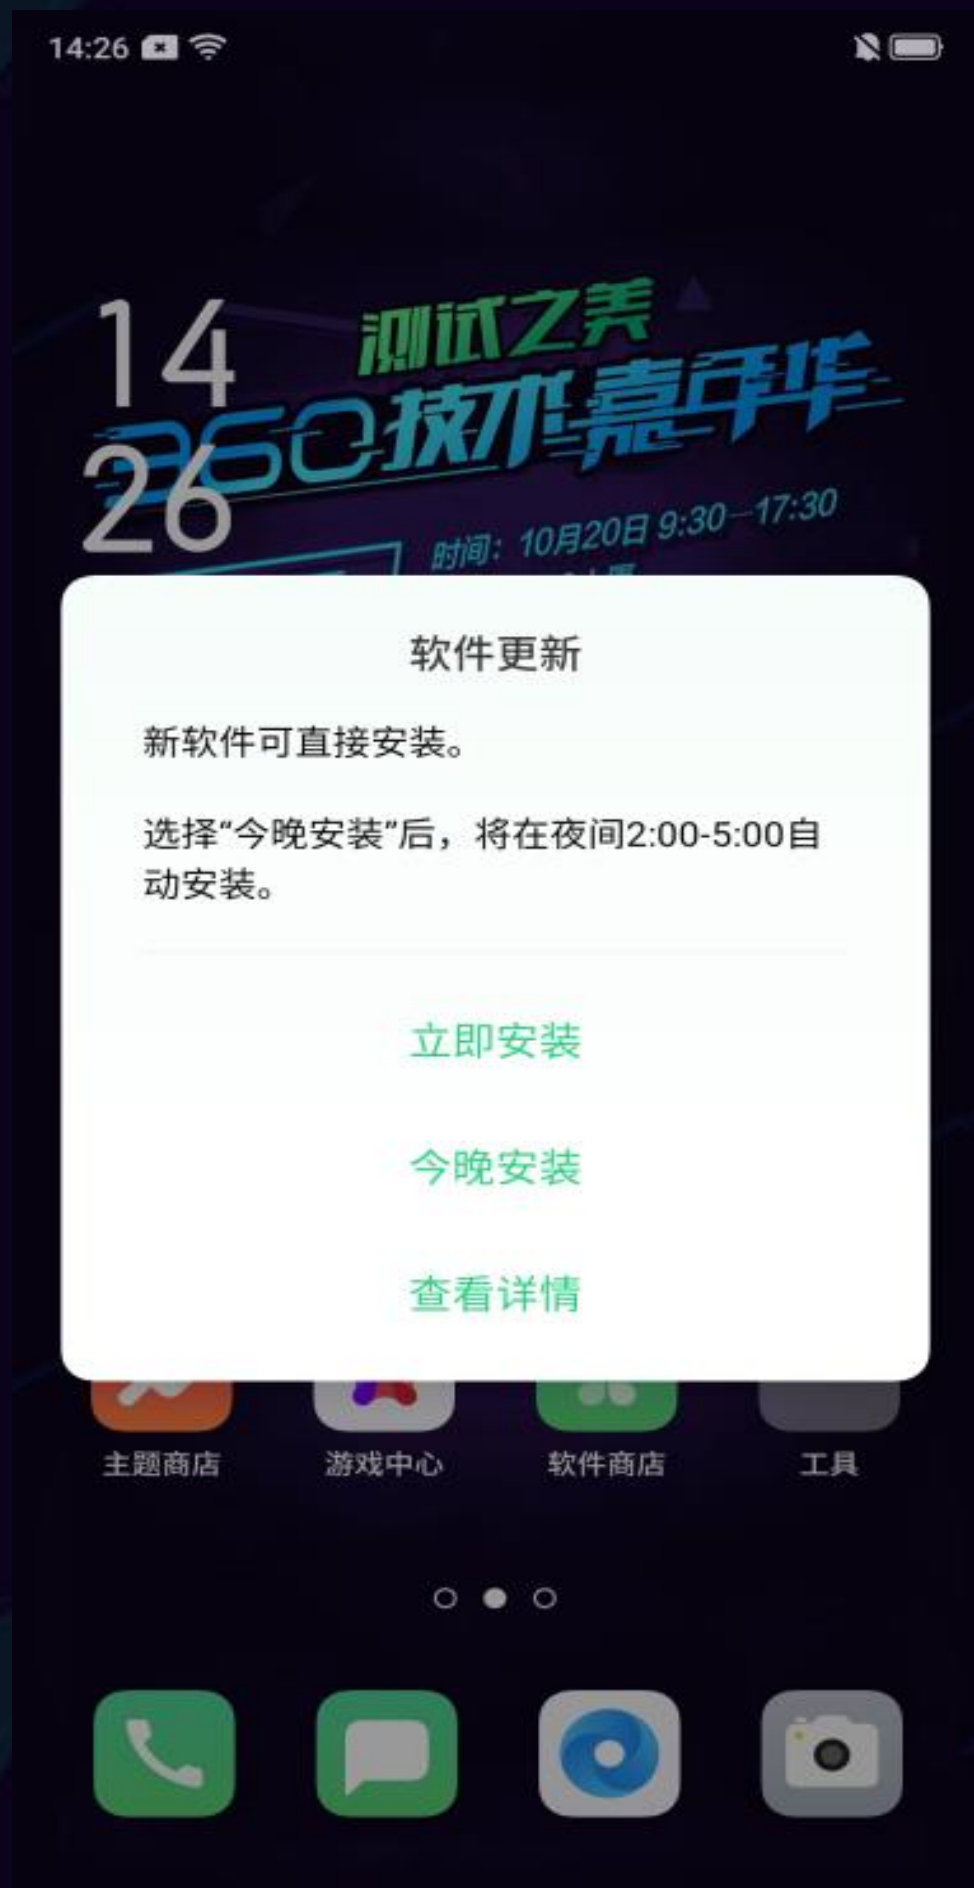 14:26
14
26
测试之美
360技术嘉年华
时间：10月20日 9:30—17:30
软件更新
新软件可直接安装。
选择“今晚安装”后，将在夜间2:00-5:00自
动安装。
立即安装
今晚安装
查看详情
主题商店
游戏中心
软件商店
工具